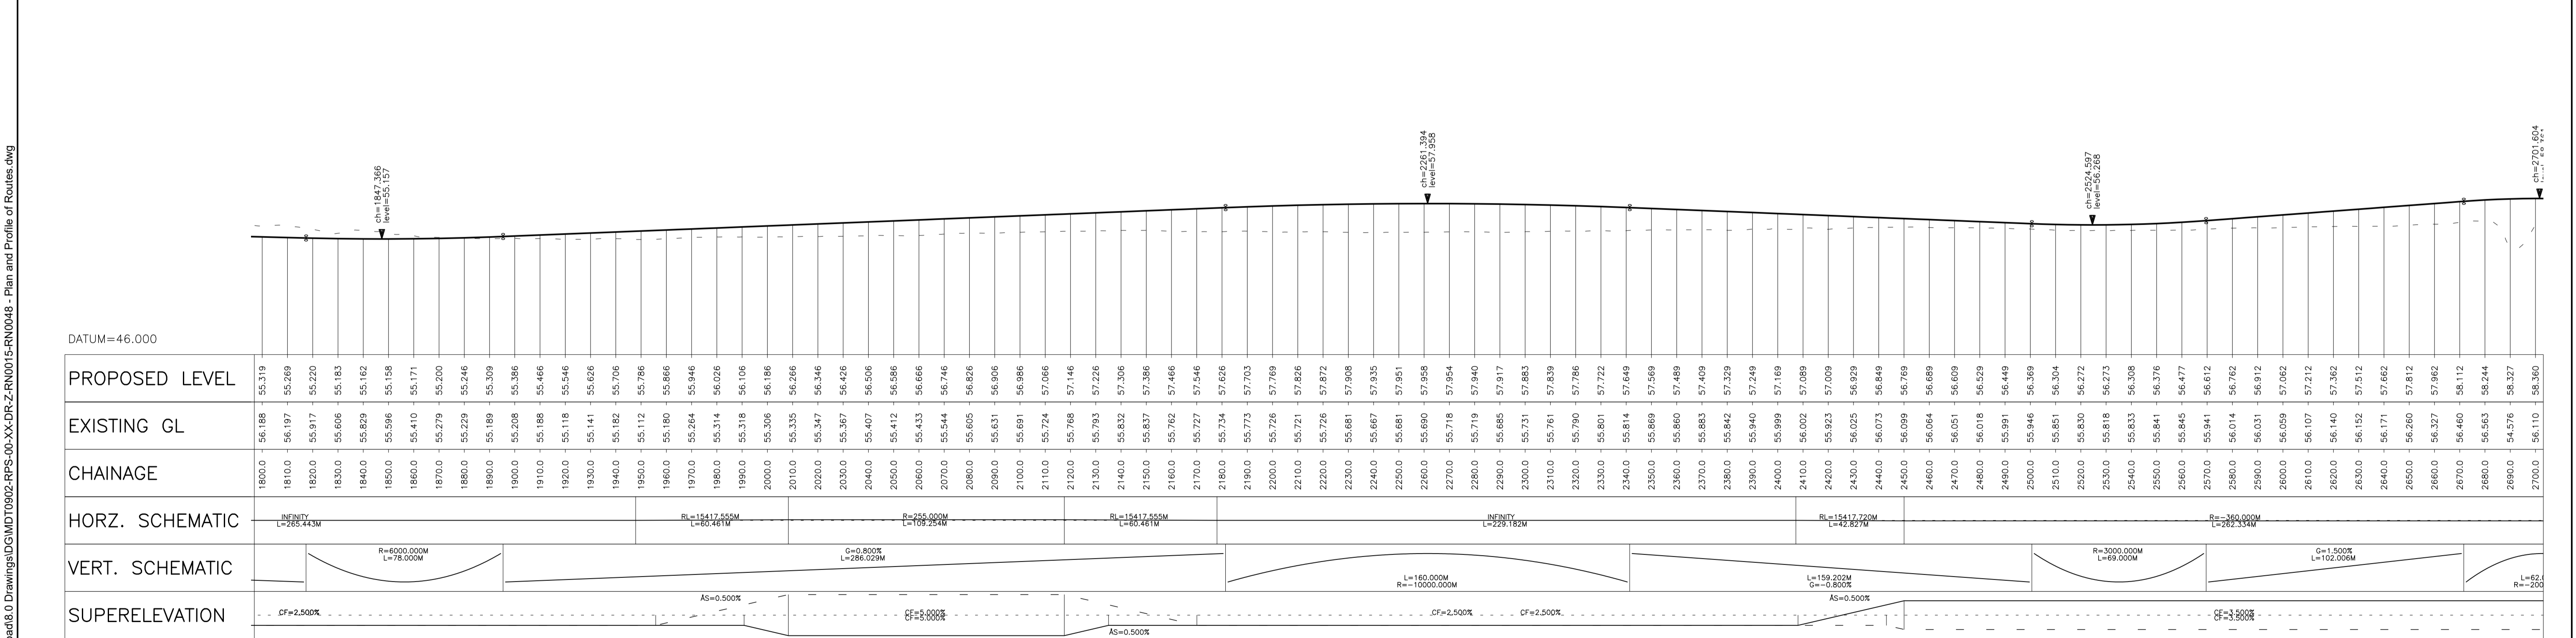 oad\8.0 Drawings\DG\MDT0902-RPS-00-XX-DR-Z-RN0015-RN0048 - Plan and Profile of Routes.dwg
ch=1847.366
level=55.157
ch=2261.394
level=57.958
ch=2524.597
level=56.268
ch=2701.604
DATUM=46.000
PROPOSED LEVEL 55.319 55.269 55.220 55.183 55.162 55.158 55.171 55.200 55.246 55.309 55.386 55.466 55.546 55.626 55.706 55.786 55.866 55.946 56.026 56.106 56.186 56.266 56.346 56.426 56.506 56.586 56.666 56.746 56.826 56.906 56.986 57.066 57.146 57.226 57.306 57.386 57.466 57.546 57.626 57.703 57.769 57.826 57.872 57.908 57.935 57.951 57.958 57.954 57.940 57.917 57.883 57.839 57.786 57.722 57.649 57.569 57.489 57.409 57.329 57.249 57.169 57.089 57.009 56.929 56.849 56.769 56.689 56.609 56.529 56.449 56.369 56.304 56.272 56.273 56.308 56.376 56.477 56.612 56.762 56.912 57.062 57.212 57.362 57.512 57.662 57.812 57.962 58.112 58.244 58.327 58.360
EXISTING GL 56.188 56.197 55.917 55.606 55.829 55.596 55.410 55.279 55.229 55.189 55.208 55.188 55.118 55.141 55.182 55.112 55.180 55.264 55.314 55.318 55.306 55.335 55.347 55.367 55.407 55.412 55.433 55.544 55.605 55.631 55.691 55.724 55.768 55.793 55.832 55.837 55.762 55.727 55.734 55.773 55.726 55.721 55.726 55.681 55.667 55.681 55.690 55.718 55.719 55.685 55.731 55.761 55.790 55.801 55.814 55.869 55.860 55.883 55.842 55.940 55.999 56.002 55.923 56.025 56.073 56.099 56.064 56.051 56.018 55.991 55.946 55.851 55.830 55.818 55.833 55.841 55.845 55.941 56.014 56.031 56.059 56.107 56.140 56.152 56.171 56.260 56.327 56.460 56.563 54.576 56.110
CHAINAGE 1800.0 1810.0 1820.0 1830.0 1840.0 1850.0 1860.0 1870.0 1880.0 1890.0 1900.0 1910.0 1920.0 1930.0 1940.0 1950.0 1960.0 1970.0 1980.0 1990.0 2000.0 2010.0 2020.0 2030.0 2040.0 2050.0 2060.0 2070.0 2080.0 2090.0 2100.0 2110.0 2120.0 2130.0 2140.0 2150.0 2160.0 2170.0 2180.0 2190.0 2200.0 2210.0 2220.0 2230.0 2240.0 2250.0 2260.0 2270.0 2280.0 2290.0 2300.0 2310.0 2320.0 2330.0 2340.0 2350.0 2360.0 2370.0 2380.0 2390.0 2400.0 2410.0 2420.0 2430.0 2440.0 2450.0 2460.0 2470.0 2480.0 2490.0 2500.0 2510.0 2520.0 2530.0 2540.0 2550.0 2560.0 2570.0 2580.0 2590.0 2600.0 2610.0 2620.0 2630.0 2640.0 2650.0 2660.0 2670.0 2680.0 2690.0 2700.0
HORZ. SCHEMATIC
INFINITY
L=265.443M
RL=15417.555M
L=60.461M
R=255.000M
L=109.254M
RL=15417.555M
L=60.461M
INFINITY
L=229.182M
RL=15417.720M
L=42.827M
R=-360.000M
L=262.334M
VERT. SCHEMATIC
R=6000.000M
L=78.000M
G=0.800%
L=286.029M
L=160.000M
R=-10000.000M
L=159.202M
G=-0.800%
R=3000.000M
L=69.000M
G=1.500%
L=102.006M
L=62.
R=-200
SUPERELEVATION
CF=2.500%
ÅS=0.500%
CF=5.000%
CF=5.000%
ÅS=0.500%
CF=2.500%
CF=2.500%
ÅS=0.500%
CF=3.500%
CF=3.500%